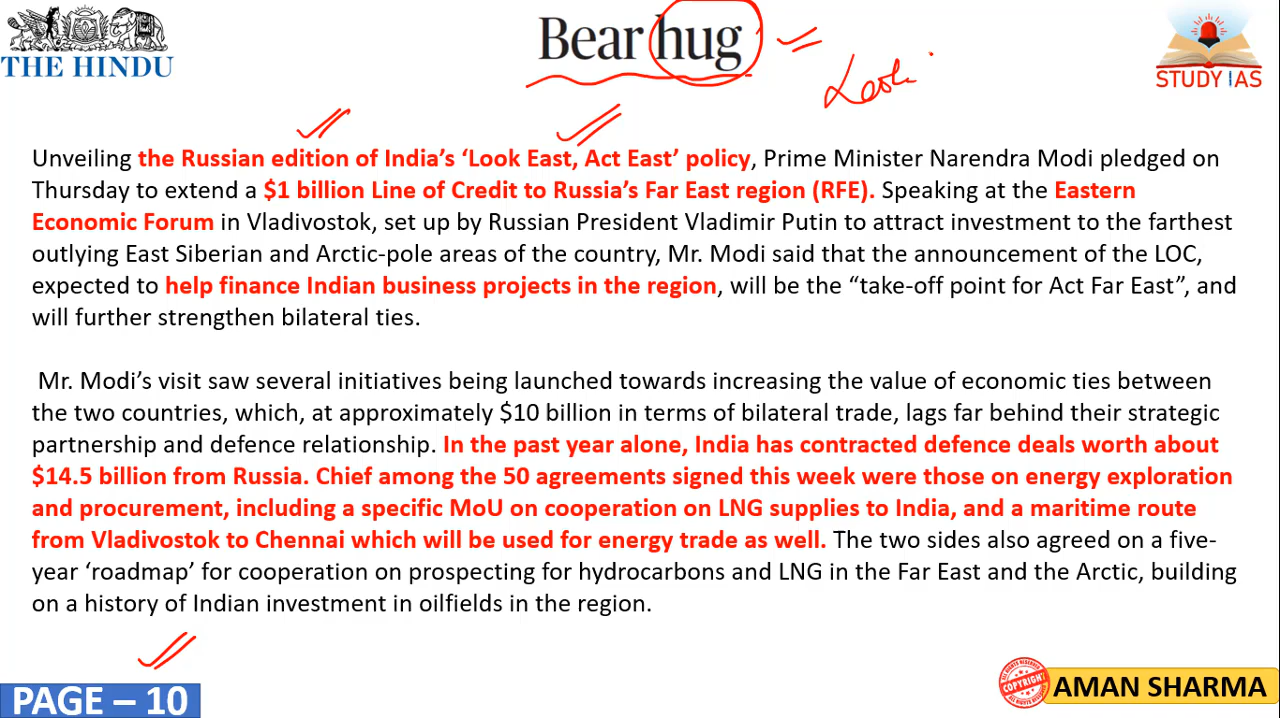 THE HINDU
Bear hug
STUDY IAS
Unveiling the Russian edition of India's 'Look East, Act East' policy, Prime Minister Narendra Modi pledged on
Thursday to extend a $1 billion Line of Credit to Russia's Far East region (RFE). Speaking at the Eastern
Economic Forum in Vladivostok, set up by Russian President Vladimir Putin to attract investment to the farthest
outlying East Siberian and Arctic-pole areas of the country, Mr. Modi said that the announcement of the LOC,
expected to help finance Indian business projects in the region, will be the “take-off point for Act Far East”, and
will further strengthen bilateral ties.
Mr. Modi's visit saw several initiatives being launched towards increasing the value of economic ties between
the two countries, which, at approximately $10 billion in terms of bilateral trade, lags far behind their strategic
partnership and defence relationship. In the past year alone, India has contracted defence deals worth about
$14.5 billion from Russia. Chief among the 50 agreements signed this week were those on energy exploration
and procurement, including a specific MoU on cooperation on LNG supplies to India, and a maritime route
from Vladivostok to Chennai which will be used for energy trade as well. The two sides also agreed on a five-
year 'roadmap' for cooperation on prospecting for hydrocarbons and LNG in the Far East and the Arctic, building
on a history of Indian investment in oilfields in the region.
PAGE – 10
COPYRIGHT
AMAN SHARMA